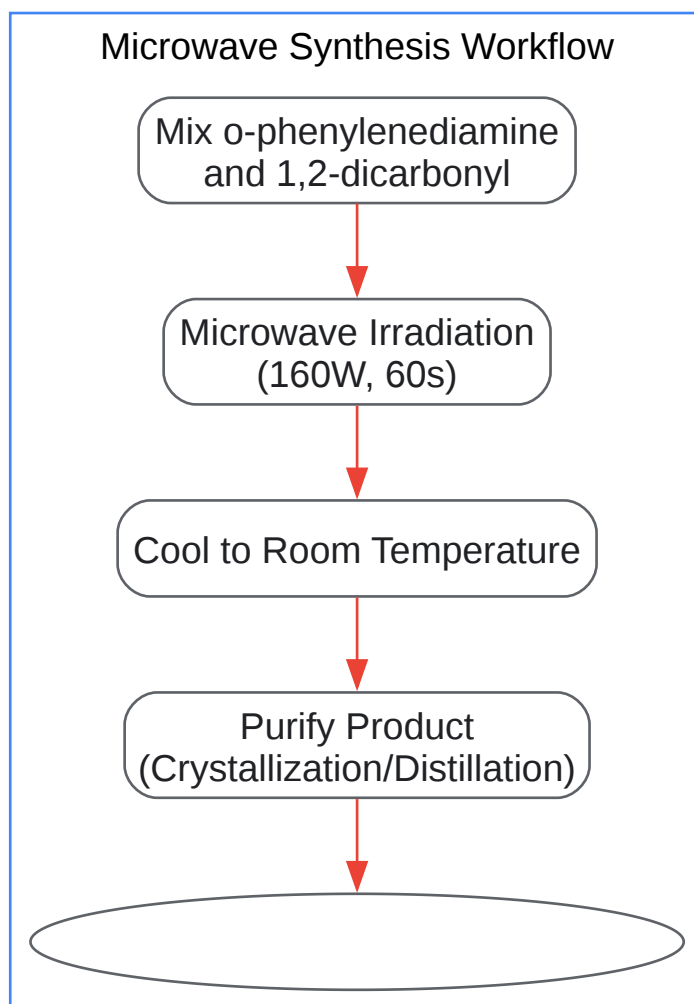 Microwave Synthesis Workflow
Mix o-phenylenediamine
and 1,2-dicarbonyl
Microwave Irradiation
(160W, 60s)
Cool to Room Temperature
Purify Product
(Crystallization/Distillation)